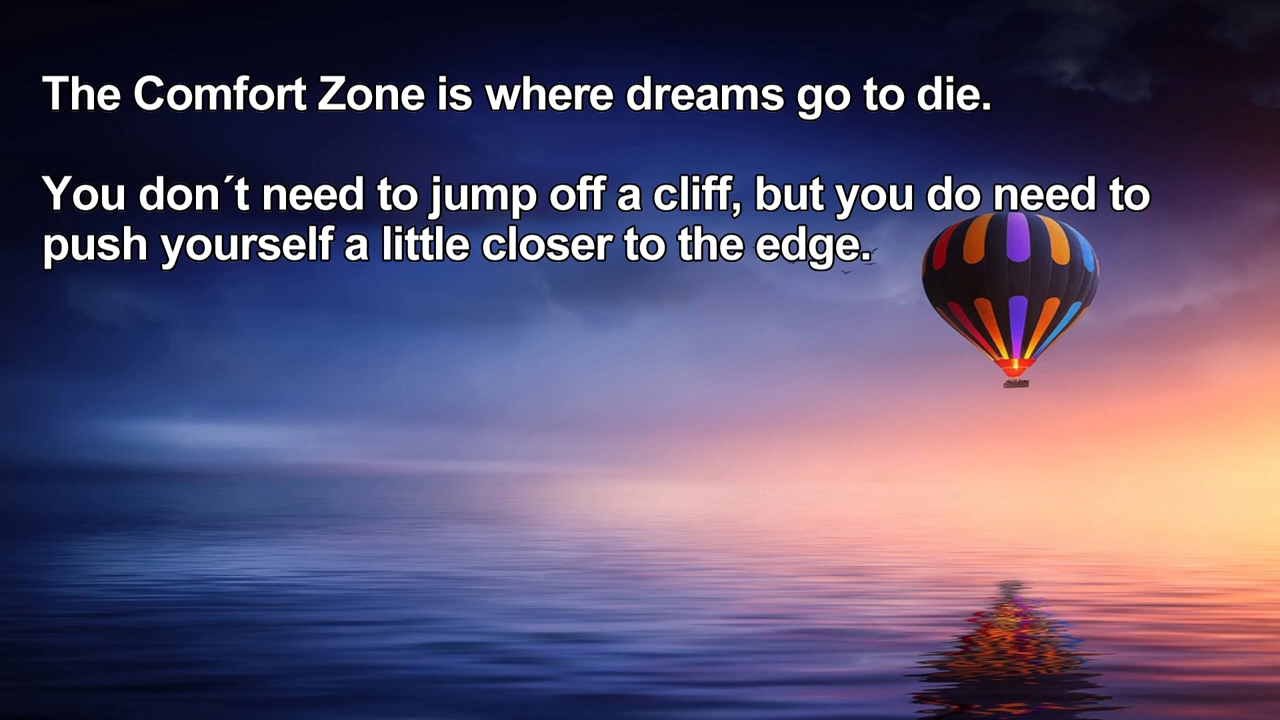 The Comfort Zone is where dreams go to die.
You don´t need to jump off a cliff, but you do need to
push yourself a little closer to the edge.